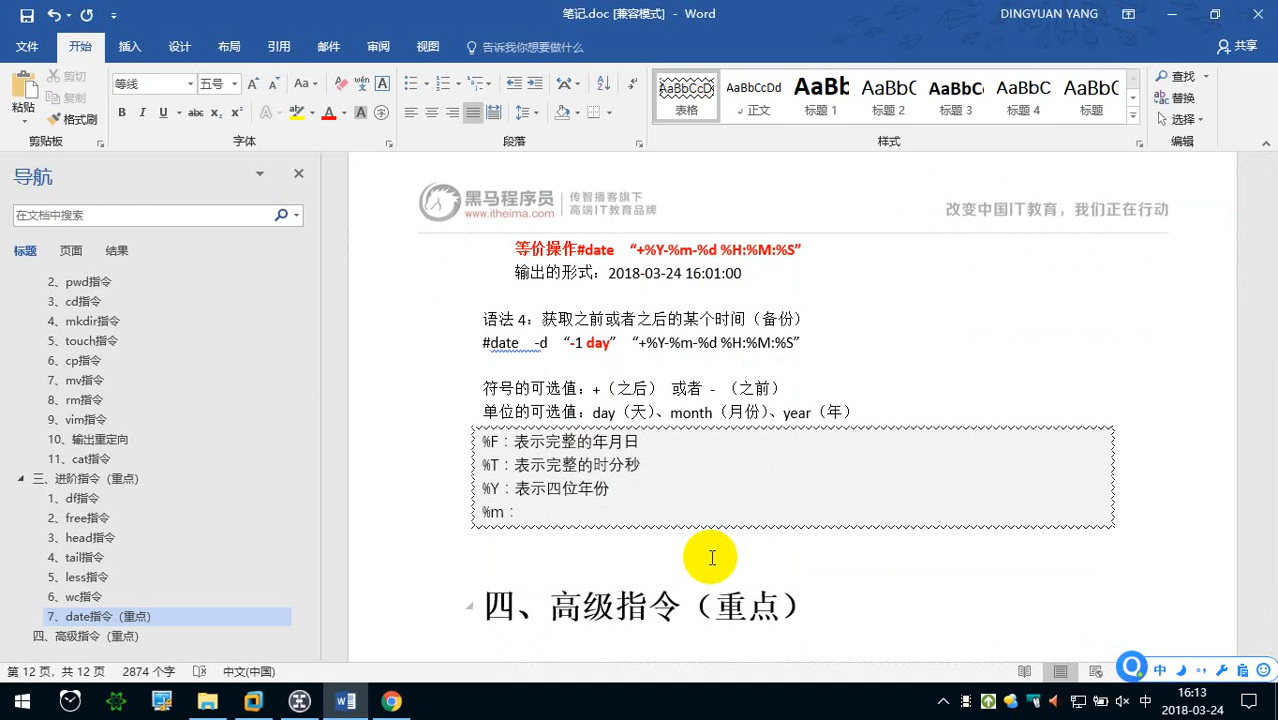 笔记.doc [兼容模式] - Word
DINGYUAN YANG
文件 开始 插入 设计 布局 引用 邮件 审阅 视图 告诉我你想要做什么 共享
粘贴 剪切 复制 格式刷
等线 五号
AaBbCcDd 表格
AaBbCcDd 正文
AaBb 标题 1
AaBbC 标题 2
AaBbC 标题 3
AaBbC 标题 4
AaBbC 标题
查找
替换
选择
剪贴板 字体 段落 样式 编辑
导航
在文档中搜索
标题 页面 结果
2、pwd指令
3、cd指令
4、mkdir指令
5、touch指令
6、cp指令
7、mv指令
8、rm指令
9、vim指令
10、输出重定向
11、cat指令
三、进阶指令（重点）
1、df指令
2、free指令
3、head指令
4、tail指令
5、less指令
6、wc指令
7、date指令（重点）
四、高级指令（重点）
黑马程序员
www.itheima.com
传智播客旗下
高端IT教育品牌
改变中国IT教育，我们正在行动
等价操作#date “+%Y-%m-%d %H:%M:%S”
输出的形式：2018-03-24 16:01:00
语法 4：获取之前或者之后的某个时间（备份）
#date -d “-1 day” “+%Y-%m-%d %H:%M:%S”
符号的可选值：+（之后） 或者 - （之前）
单位的可选值：day（天）、month（月份）、year（年）
%F：表示完整的年月日
%T：表示完整的时分秒
%Y：表示四位年份
%m：
四、高级指令（重点）
第 12 页，共 12 页 2874 个字 中文(中国)
中
中 16:13
2018-03-24